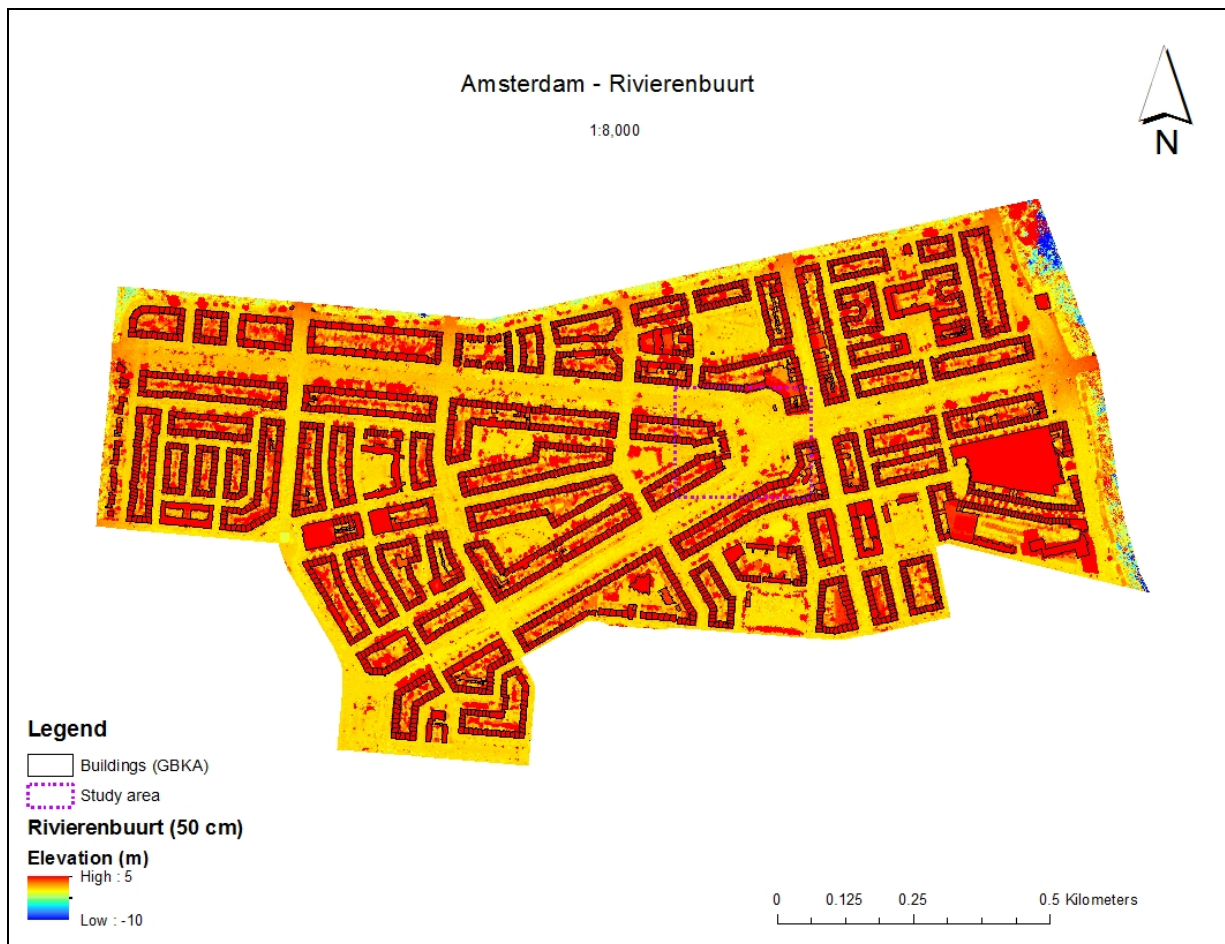 Amsterdam - Rivierenbuurt
1:8,000
N
Legend
Buildings (GBKA)
Study area
Rivierenbuurt (50 cm)
Elevation (m)
High : 5
Low : -10
0 0.125 0.25 0.5 Kilometers